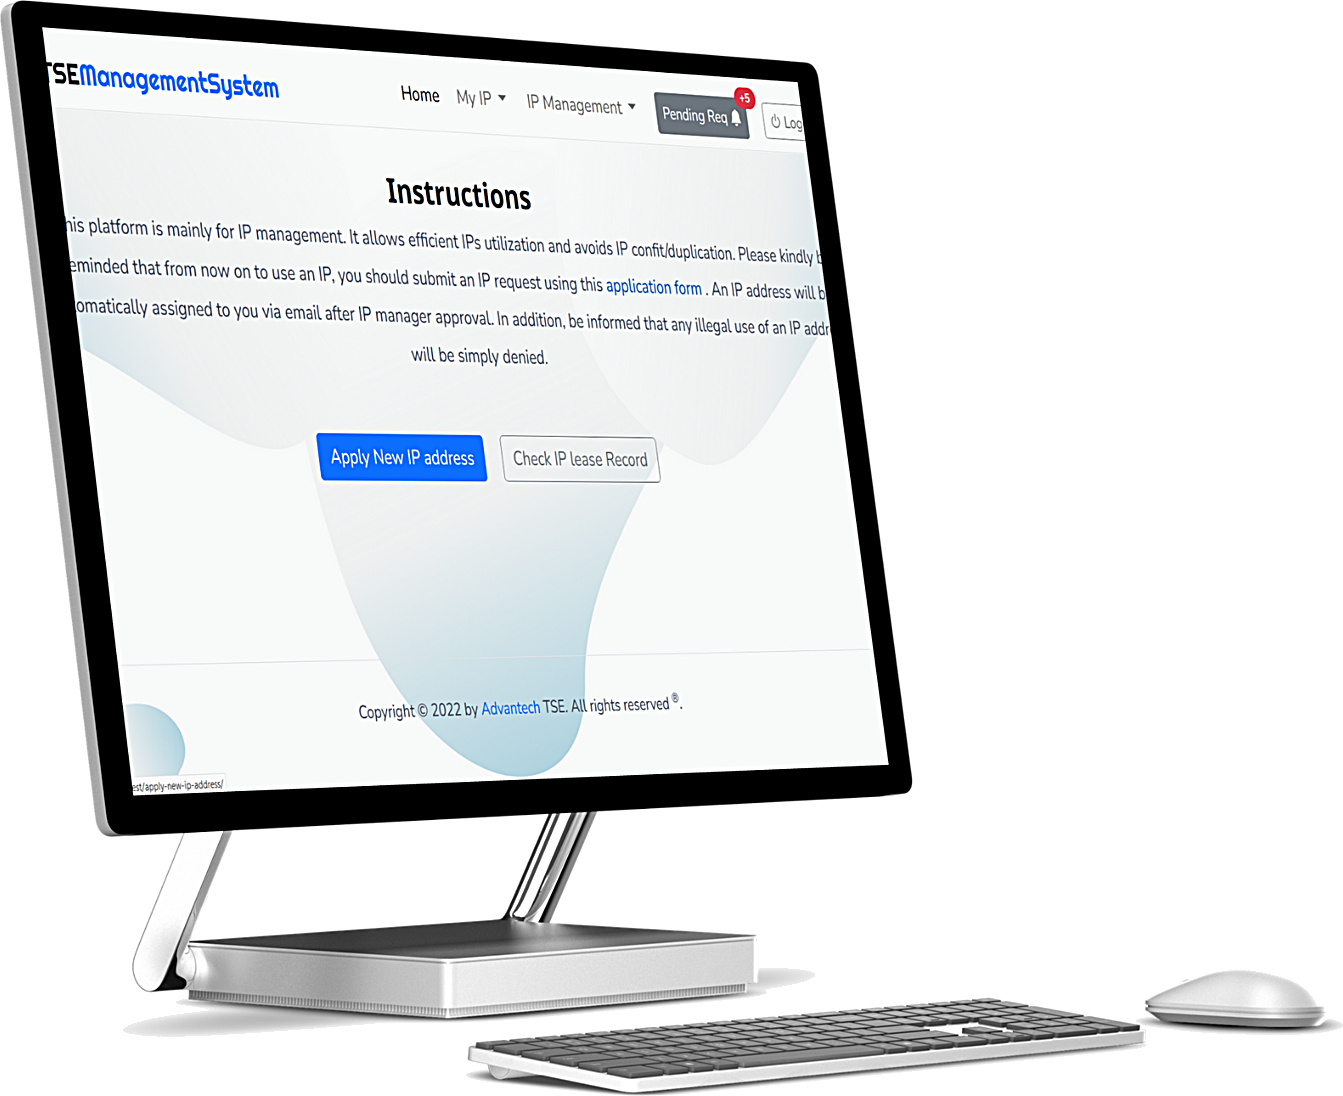 TSEManagementSystem
Home My IP IP Management Pending Req +5 Log
Instructions
his platform is mainly for IP management. It allows efficient IPs utilization and avoids IP confit/duplication. Please kindly b
eminded that from now on to use an IP, you should submit an IP request using this application form . An IP address will b
omatically assigned to you via email after IP manager approval. In addition, be informed that any illegal use of an IP addr
will be simply denied.
Apply New IP address Check IP lease Record
Copyright © 2022 by Advantech TSE. All rights reserved ®.
est/apply-new-ip-address/